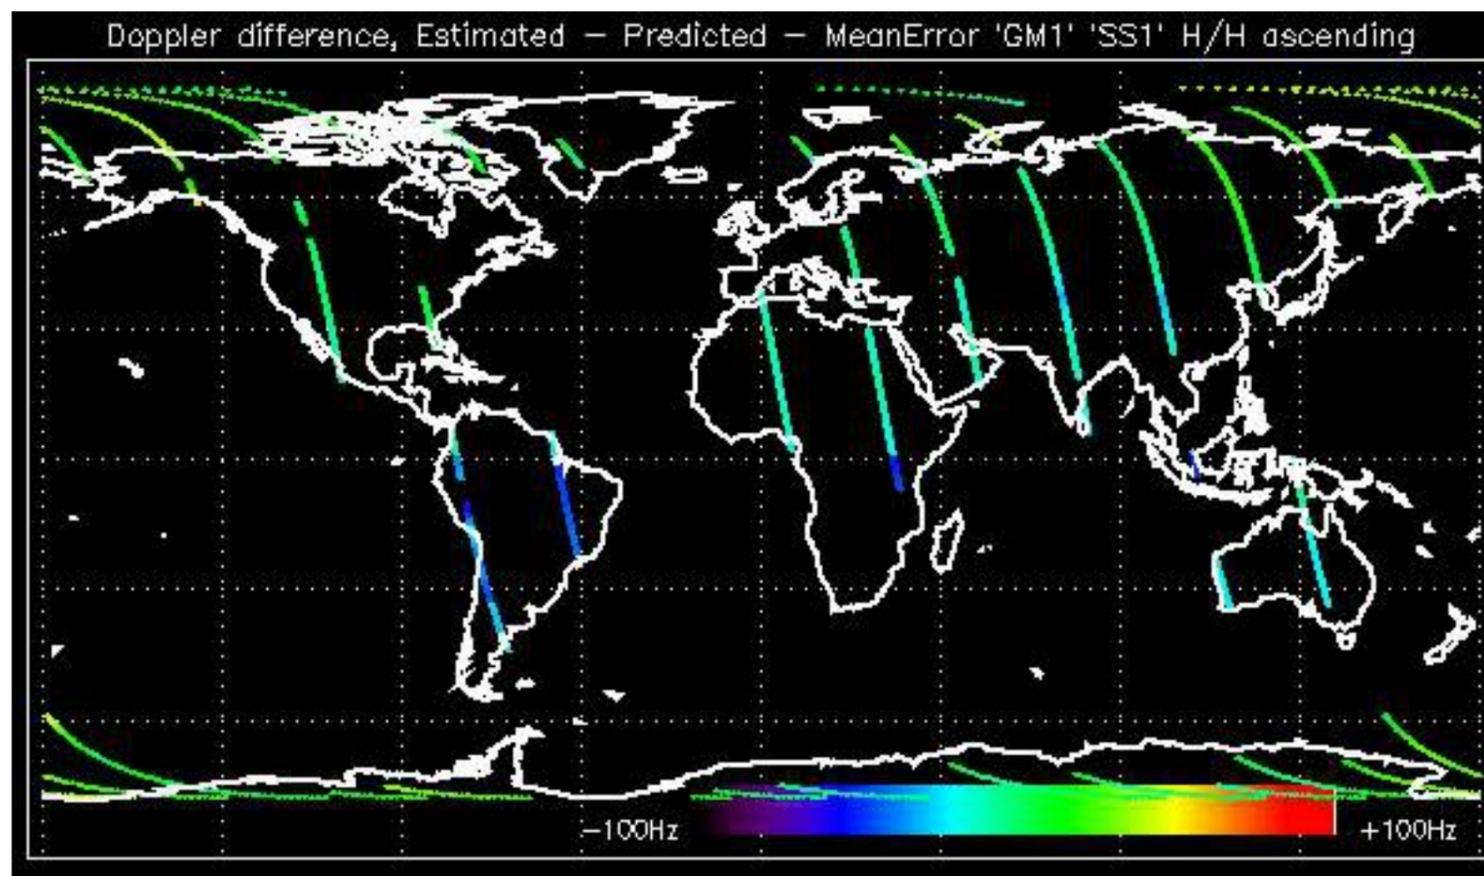 Doppler difference, Estimated – Predicted – MeanError 'GM1' 'SS1' H/H ascending
−100Hz +100Hz